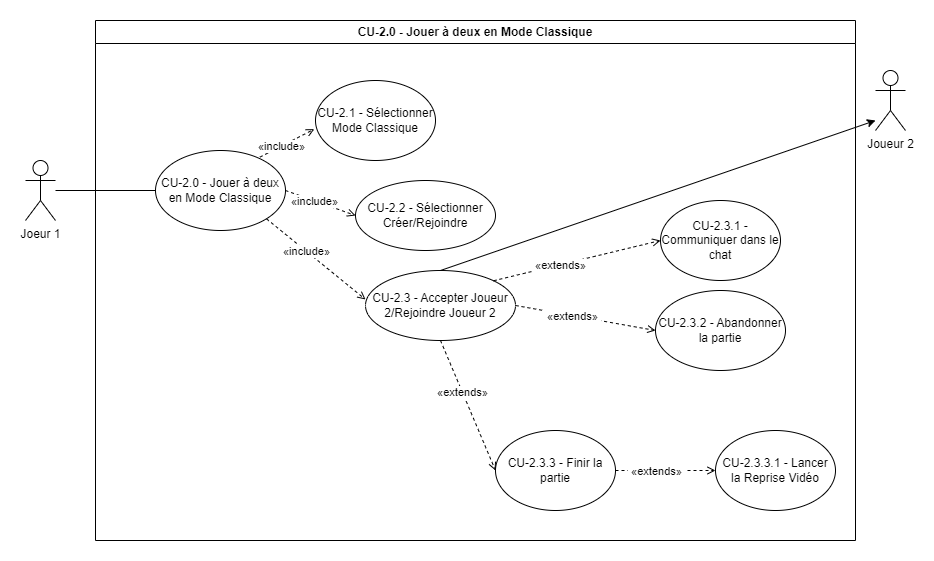 CU-2.0 - Jouer à deux en Mode Classique
CU-2.1 - Sélectionner
Mode Classique
«include»
Joueur 2
CU-2.0 - Jouer à deux
en Mode Classique
Joeur 1
«include»
CU-2.2 - Sélectionner
Créer/Rejoindre
«include»
CU-2.3.1 -
Communiquer dans le
chat
«extends»
CU-2.3 - Accepter Joueur
2/Rejoindre Joueur 2
«extends»
CU-2.3.2 - Abandonner
la partie
«extends»
CU-2.3.3 - Finir la
partie
«extends»
CU-2.3.3.1 - Lancer
la Reprise Vidéo